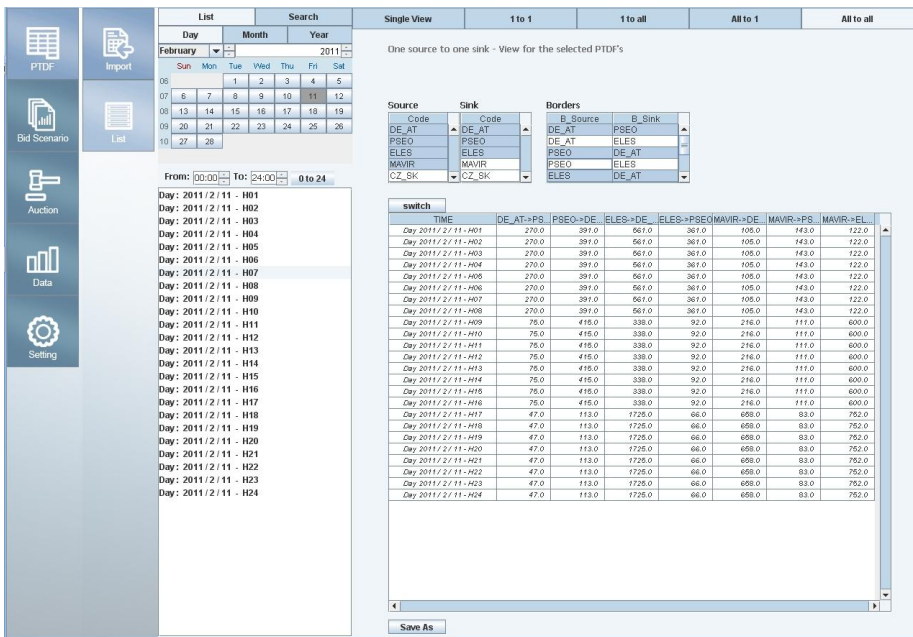 PTDF
Bid Scenario
Auction
Data
Setting
Import
List
List Search
Day Month Year
February 2011
Sun Mon Tue Wed Thu Fri Sat
06 1 2 3 4 5
07 6 7 8 9 10 11 12
08 13 14 15 16 17 18 19
09 20 21 22 23 24 25 26
10 27 28
From: 00:00 To: 24:00 0 to 24
Day: 2011/2/11 - H01
Day: 2011/2/11 - H02
Day: 2011/2/11 - H03
Day: 2011/2/11 - H04
Day: 2011/2/11 - H05
Day: 2011/2/11 - H06
Day: 2011/2/11 - H07
Day: 2011/2/11 - H08
Day: 2011/2/11 - H09
Day: 2011/2/11 - H10
Day: 2011/2/11 - H11
Day: 2011/2/11 - H12
Day: 2011/2/11 - H13
Day: 2011/2/11 - H14
Day: 2011/2/11 - H15
Day: 2011/2/11 - H16
Day: 2011/2/11 - H17
Day: 2011/2/11 - H18
Day: 2011/2/11 - H19
Day: 2011/2/11 - H20
Day: 2011/2/11 - H21
Day: 2011/2/11 - H22
Day: 2011/2/11 - H23
Day: 2011/2/11 - H24
Single View 1 to 1 1 to all All to 1 All to all
One source to one sink - View for the selected PTDF's
Source Sink Borders
Code Code B_Source B_Sink
DE_AT DE_AT DE_AT PSEO
PSEO PSEO DE_AT ELES
ELES ELES PSEO DE_AT
MAVIR MAVIR PSEO ELES
CZ_SK CZ_SK ELES DE_AT
switch
TIME DE_AT->PS... PSEO->DE... ELES->DE_... ELES->PSEO MAVIR->DE... MAVIR->PS... MAVIR->EL...
Day 2011/2/11 - H01 270.0 391.0 561.0 361.0 105.0 143.0 122.0
Day 2011/2/11 - H02 270.0 391.0 561.0 361.0 105.0 143.0 122.0
Day 2011/2/11 - H03 270.0 391.0 561.0 361.0 105.0 143.0 122.0
Day 2011/2/11 - H04 270.0 391.0 561.0 361.0 105.0 143.0 122.0
Day 2011/2/11 - H05 270.0 391.0 561.0 361.0 105.0 143.0 122.0
Day 2011/2/11 - H06 270.0 391.0 561.0 361.0 105.0 143.0 122.0
Day 2011/2/11 - H07 270.0 391.0 561.0 361.0 105.0 143.0 122.0
Day 2011/2/11 - H08 270.0 391.0 561.0 361.0 105.0 143.0 122.0
Day 2011/2/11 - H09 75.0 415.0 338.0 92.0 216.0 111.0 600.0
Day 2011/2/11 - H10 75.0 415.0 338.0 92.0 216.0 111.0 600.0
Day 2011/2/11 - H11 75.0 415.0 338.0 92.0 216.0 111.0 600.0
Day 2011/2/11 - H12 75.0 415.0 338.0 92.0 216.0 111.0 600.0
Day 2011/2/11 - H13 75.0 415.0 338.0 92.0 216.0 111.0 600.0
Day 2011/2/11 - H14 75.0 415.0 338.0 92.0 216.0 111.0 600.0
Day 2011/2/11 - H15 75.0 415.0 338.0 92.0 216.0 111.0 600.0
Day 2011/2/11 - H16 75.0 415.0 338.0 92.0 216.0 111.0 600.0
Day 2011/2/11 - H17 47.0 113.0 1725.0 66.0 658.0 83.0 752.0
Day 2011/2/11 - H18 47.0 113.0 1725.0 66.0 658.0 83.0 752.0
Day 2011/2/11 - H19 47.0 113.0 1725.0 66.0 658.0 83.0 752.0
Day 2011/2/11 - H20 47.0 113.0 1725.0 66.0 658.0 83.0 752.0
Day 2011/2/11 - H21 47.0 113.0 1725.0 66.0 658.0 83.0 752.0
Day 2011/2/11 - H22 47.0 113.0 1725.0 66.0 658.0 83.0 752.0
Day 2011/2/11 - H23 47.0 113.0 1725.0 66.0 658.0 83.0 752.0
Day 2011/2/11 - H24 47.0 113.0 1725.0 66.0 658.0 83.0 752.0
Save As